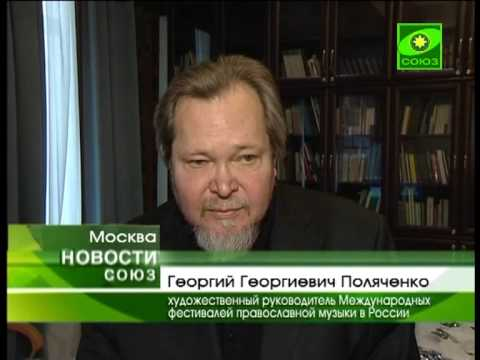 СОЮЗ
Москва
НОВОСТИ
СОЮЗ
Георгий Георгиевич Поляченко
художественный руководитель Международных
фестивалей православной музыки в России